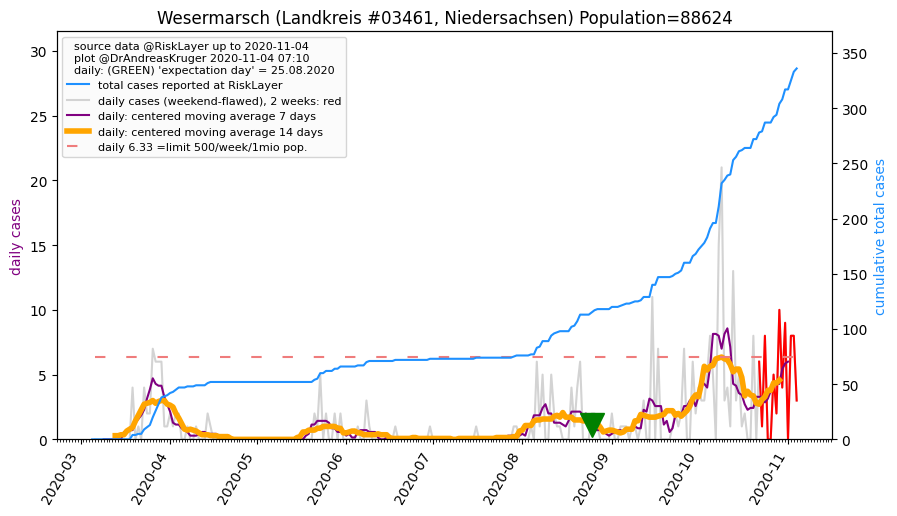 Wesermarsch (Landkreis #03461, Niedersachsen) Population=88624
source data @RiskLayer up to 2020-11-04
plot @DrAndreasKruger 2020-11-04 07:10
daily: (GREEN) 'expectation day' = 25.08.2020
total cases reported at RiskLayer
daily cases (weekend-flawed), 2 weeks: red
daily: centered moving average 7 days
daily: centered moving average 14 days
daily 6.33 =limit 500/week/1mio pop.
daily cases
30
25
20
15
10
5
0
cumulative total cases
350
300
250
200
150
100
50
0
2020-03
2020-04
2020-05
2020-06
2020-07
2020-08
2020-09
2020-10
2020-11